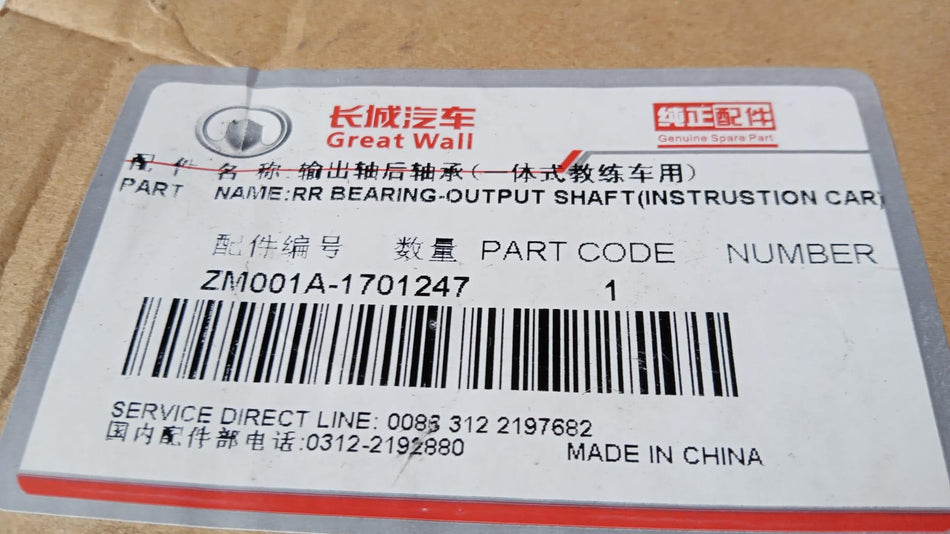 长城汽车
Great Wall
纯正配件
Genuine Spare Part
配 件 名 称:输出轴后轴承(一体式教练车用)
PART NAME:RR BEARING-OUTPUT SHAFT(INSTRUSTION CAR)
配件编号 数量 PART CODE NUMBER
ZM001A-1701247 1
SERVICE DIRECT LINE: 0086 312 2197682
国内配件部电话:0312-2192880
MADE IN CHINA